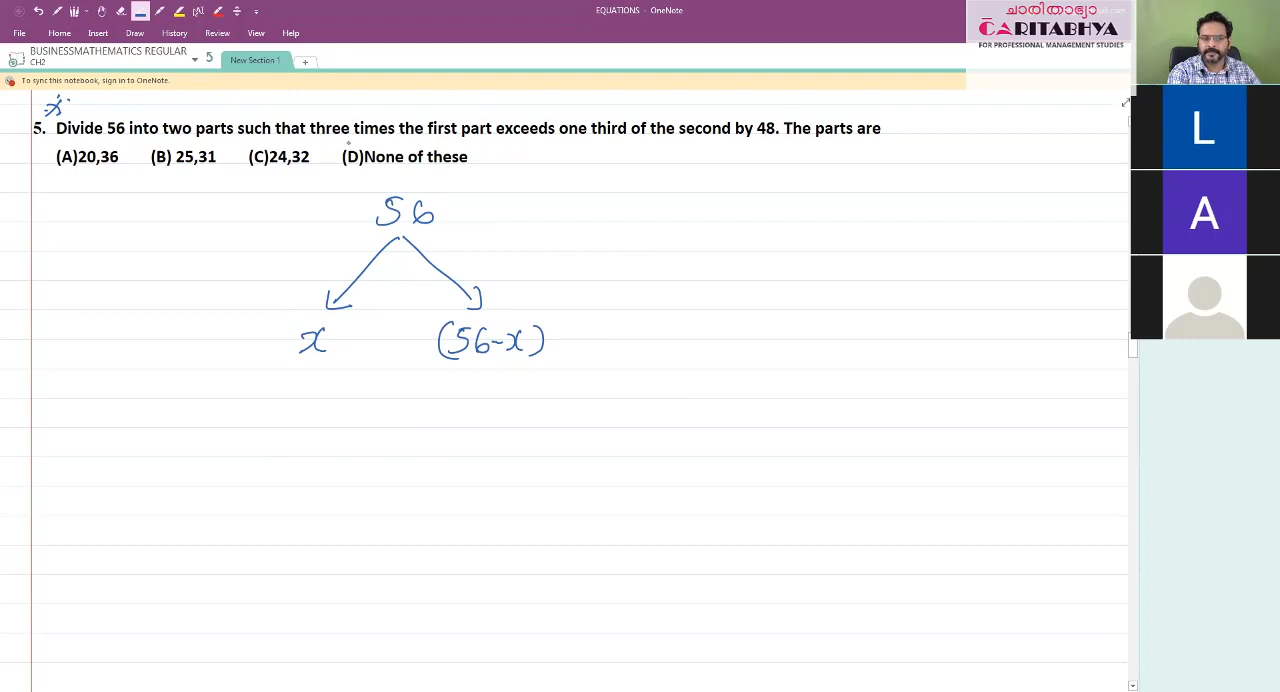 EQUATIONS - OneNote
ചാരിതാഭ്യാ
CARITABHYA
FOR PROFESSIONAL MANAGEMENT STUDIES
File Home Insert Draw History Review View Help
BUSINESSMATHEMATICS REGULAR
CH2
New Section 1
To sync this notebook, sign in to OneNote.
5. Divide 56 into two parts such that three times the first part exceeds one third of the second by 48. The parts are
(A)20,36 (B) 25,31 (C)24,32 (D)None of these
56
x (56-x)
L
A